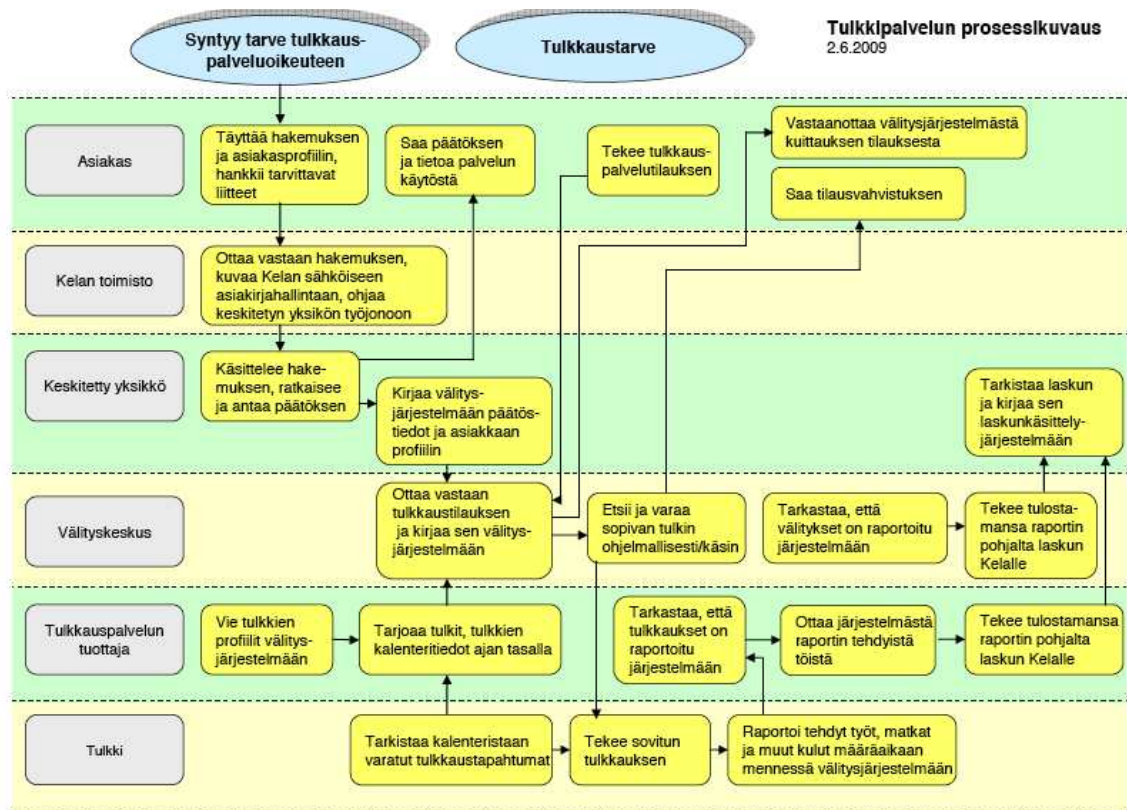 Syntyy tarve tulkkaus-
palveluoikeuteen
Tulkkaustarve
Tulkkipalvelun prosessikuvaus
2.6.2009
Asiakas
Täyttää hakemuksen
ja asiakasprofiilin,
hankkii tarvittavat
liitteet
Saa päätöksen
ja tietoa palvelun
käytöstä
Tekee tulkkaus-
palvelutilauksen
Vastaanottaa välitysjärjestelmästä
kuittauksen tilauksesta
Saa tilausvahvistuksen
Kelan toimisto
Ottaa vastaan hakemuksen,
kuvaa Kelan sähköiseen
asiakirjahallintaan, ohjaa
keskitetyn yksikön työjonoon
Keskitetty yksikkö
Käsittelee hake-
muksen, ratkaisee
ja antaa päätöksen
Kirjaa välitys-
järjestelmään päätös-
tiedot ja asiakkaan
profiilin
Tarkistaa laskun
ja kirjaa sen
laskunkäsittely-
järjestelmään
Välityskeskus
Ottaa vastaan
tulkkaustilauksen
ja kirjaa sen välitys-
järjestelmään
Etsii ja varaa
sopivan tulkin
ohjelmallisesti/käsin
Tarkastaa, että
välitykset on raportoitu
järjestelmään
Tekee tulosta-
mansa raportin
pohjalta laskun
Kelalle
Tulkkauspalvelun
tuottaja
Vie tulkkien
profiilit välitys-
järjestelmään
Tarjoaa tulkit, tulkkien
kalenteritiedot ajan tasalla
Tarkastaa, että
tulkkaukset on
raportoitu
järjestelmään
Ottaa järjestelmästä
raportin tehdyistä
töistä
Tekee tulostamansa
raportin pohjalta
laskun Kelalle
Tulkki
Tarkistaa kalenteristaan
varatut tulkkaustapahtumat
Tekee sovitun
tulkkauksen
Raportoi tehdyt työt, matkat
ja muut kulut määräaikaan
mennessä välitysjärjestelmään